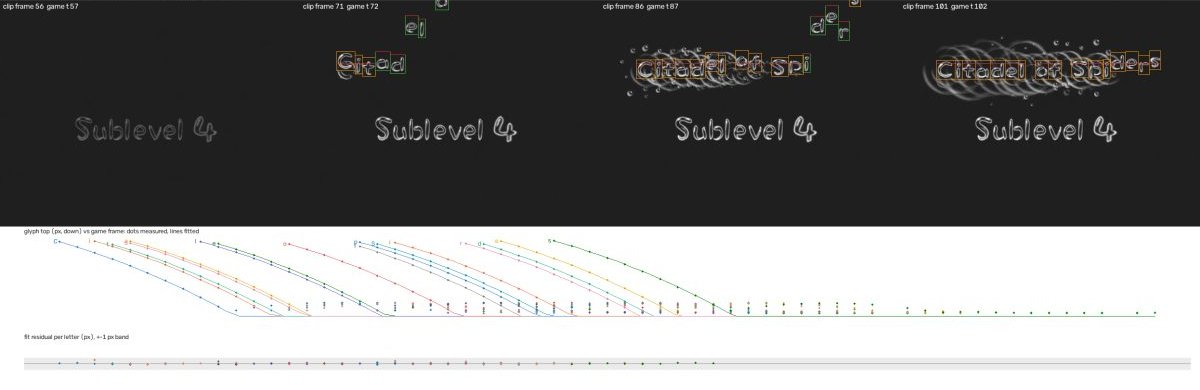 clip frame 56 game t 57
clip frame 71 game t 72
clip frame 86 game t 87
clip frame 101 game t 102
el
d e r s
Citad
Citadel of Spi
Citadel of Spiders
Sublevel 4
Sublevel 4
Sublevel 4
Sublevel 4
glyph top (px, down) vs game frame: dots measured, lines fitted
fit residual per letter (px), +-1 px band